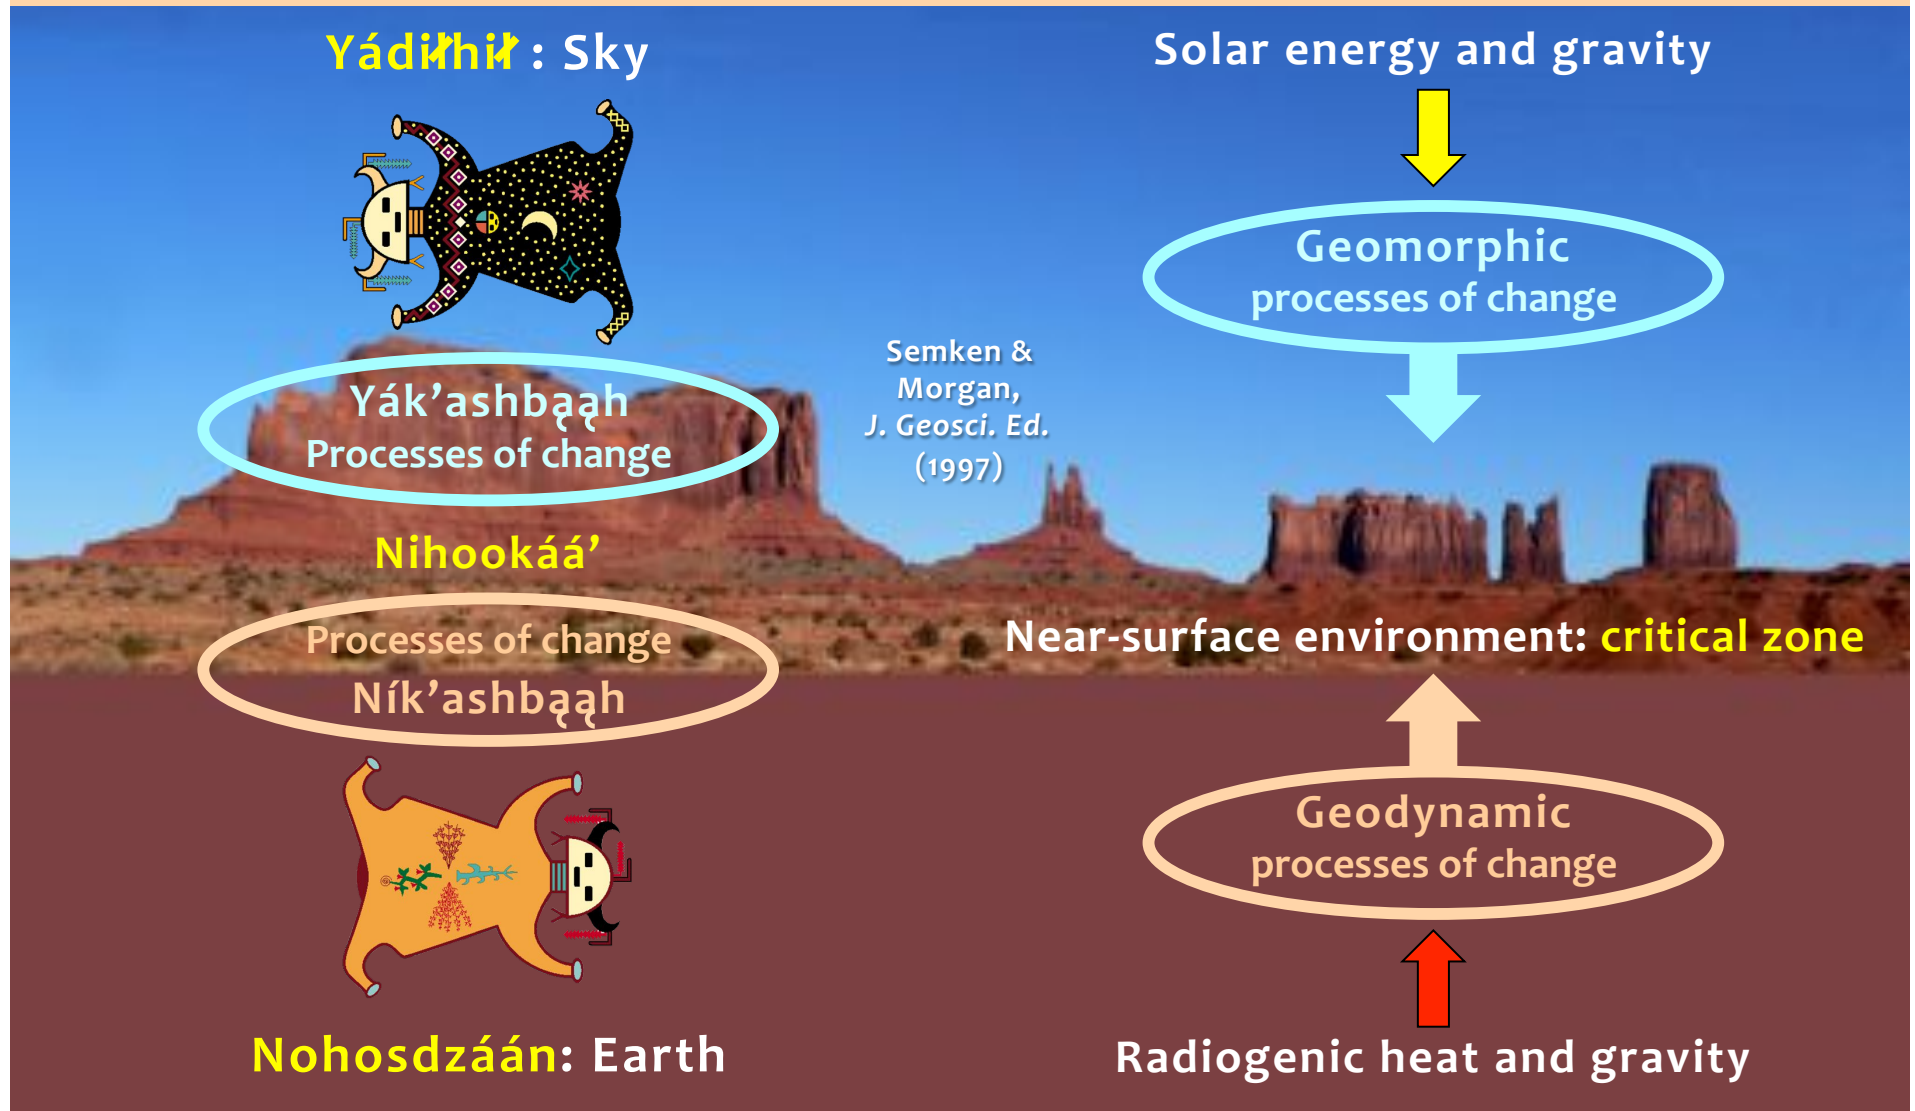 Yádiłhił : Sky
Yák’ashbąąh
Processes of change
Nihookáá’
Processes of change
Ník’ashbąąh
Nohosdzáán: Earth
Semken &
Morgan,
J. Geosci. Ed.
(1997)
Solar energy and gravity
Geomorphic
processes of change
Near-surface environment: critical zone
Geodynamic
processes of change
Radiogenic heat and gravity